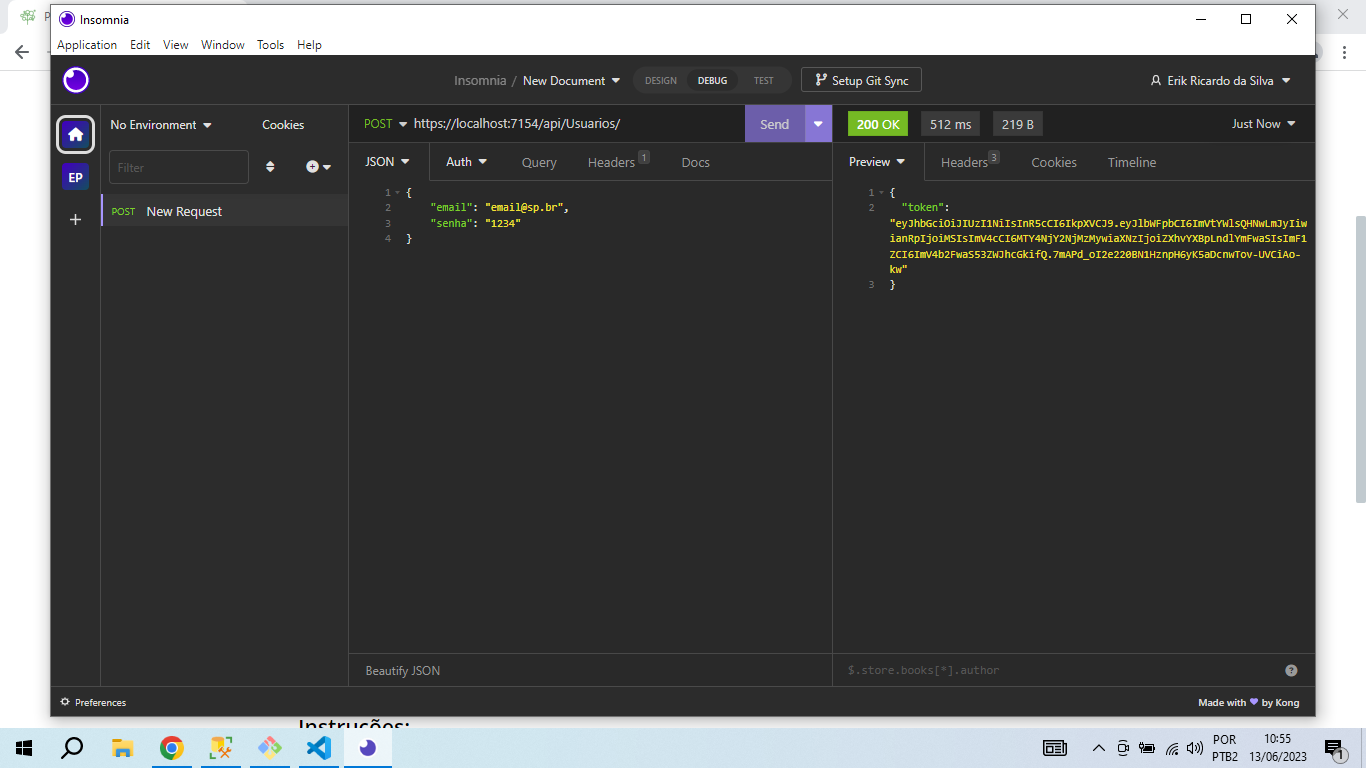 P
Insomnia
Application Edit View Window Tools Help
Insomnia / New Document DESIGN DEBUG TEST Setup Git Sync Erik Ricardo da Silva
No Environment Cookies
POST https://localhost:7154/api/Usuarios/ Send
200 OK 512 ms 219 B Just Now
Filter
EP
POST New Request
JSON Auth Query Headers 1 Docs
1 {
2 "email": "email@sp.br",
3 "senha": "1234"
4 }
Beautify JSON
Preview Headers 3 Cookies Timeline
1 {
2 "token":
"eyJhbGciOiJIUzI1NiIsInR5cCI6IkpXVCJ9.eyJlbWFpbCI6ImVtYWlsQHNwLmJyIiw
ianRpIjoiMSIsImV4cCI6MTY4NjY2NjMzMywiaXNzIjoiZXhvYXBpLndlYmFwaSIsImF1
ZCI6ImV4b2FwaS53ZWJhcGkifQ.7mAPd_oI2e220BN1HznpH6yK5aDcnwTov-UVCiAo-
kw"
3 }
$.store.books[*].author
Preferences
Made with by Kong
Instruções:
POR
PTB2
10:55
13/06/2023
1